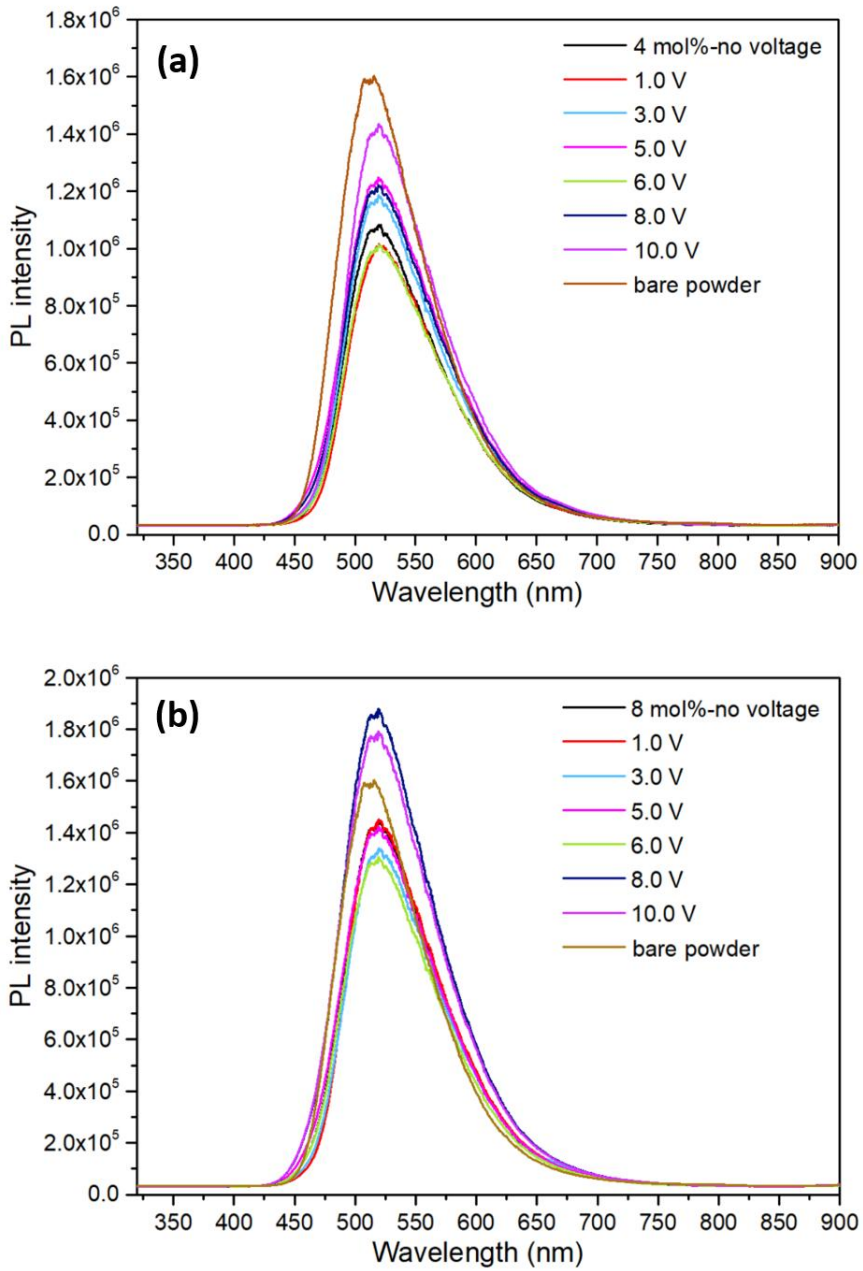 (a)
PL intensity
1.8x10⁶
1.6x10⁶
1.4x10⁶
1.2x10⁶
1.0x10⁶
8.0x10⁵
6.0x10⁵
4.0x10⁵
2.0x10⁵
0.0
4 mol%-no voltage
1.0 V
3.0 V
5.0 V
6.0 V
8.0 V
10.0 V
bare powder
350 400 450 500 550 600 650 700 750 800 850 900
Wavelength (nm)
(b)
PL intensity
2.0x10⁶
1.8x10⁶
1.6x10⁶
1.4x10⁶
1.2x10⁶
1.0x10⁶
8.0x10⁵
6.0x10⁵
4.0x10⁵
2.0x10⁵
0.0
8 mol%-no voltage
1.0 V
3.0 V
5.0 V
6.0 V
8.0 V
10.0 V
bare powder
350 400 450 500 550 600 650 700 750 800 850 900
Wavelength (nm)